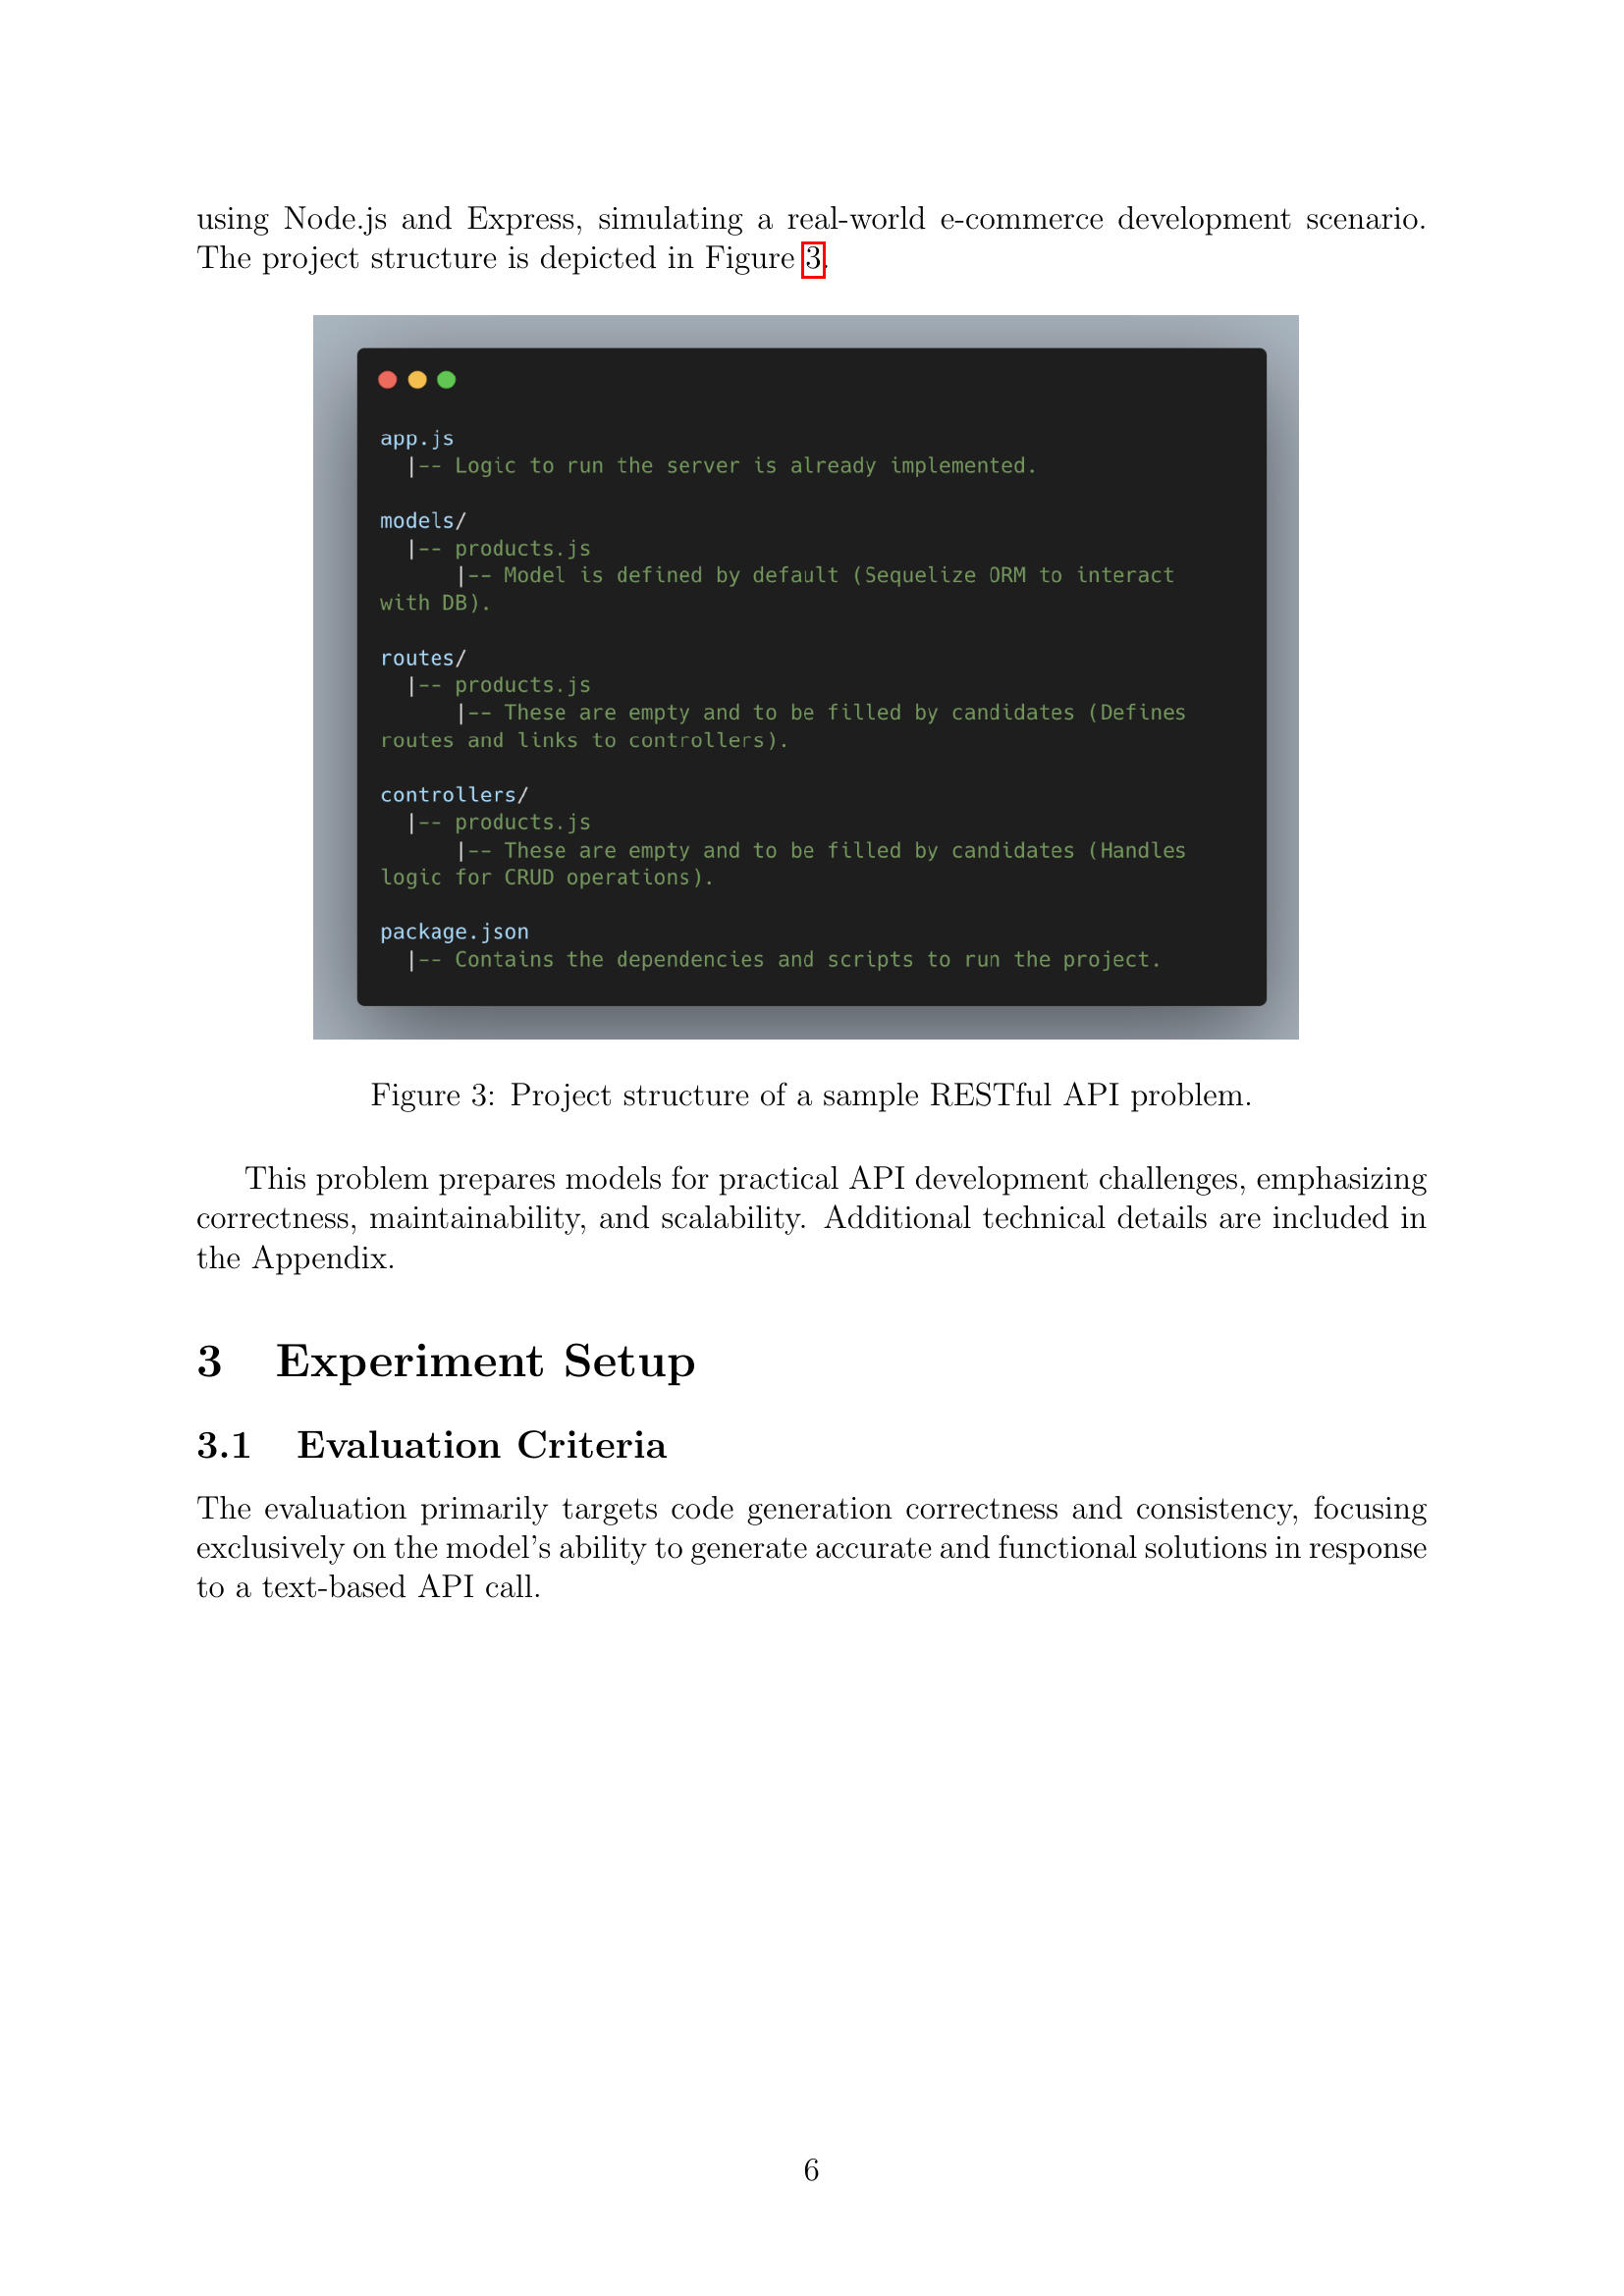 using Node.js and Express, simulating a real-world e-commerce development scenario.
The project structure is depicted in Figure 3.
app.js
  |-- Logic to run the server is already implemented.
models/
  |-- products.js
      |-- Model is defined by default (Sequelize ORM to interact
with DB).
routes/
  |-- products.js
      |-- These are empty and to be filled by candidates (Defines
routes and links to controllers).
controllers/
  |-- products.js
      |-- These are empty and to be filled by candidates (Handles
logic for CRUD operations).
package.json
  |-- Contains the dependencies and scripts to run the project.
Figure 3: Project structure of a sample RESTful API problem.
This problem prepares models for practical API development challenges, emphasizing
correctness, maintainability, and scalability. Additional technical details are included in
the Appendix.
3 Experiment Setup
3.1 Evaluation Criteria
The evaluation primarily targets code generation correctness and consistency, focusing
exclusively on the model's ability to generate accurate and functional solutions in response
to a text-based API call.
6